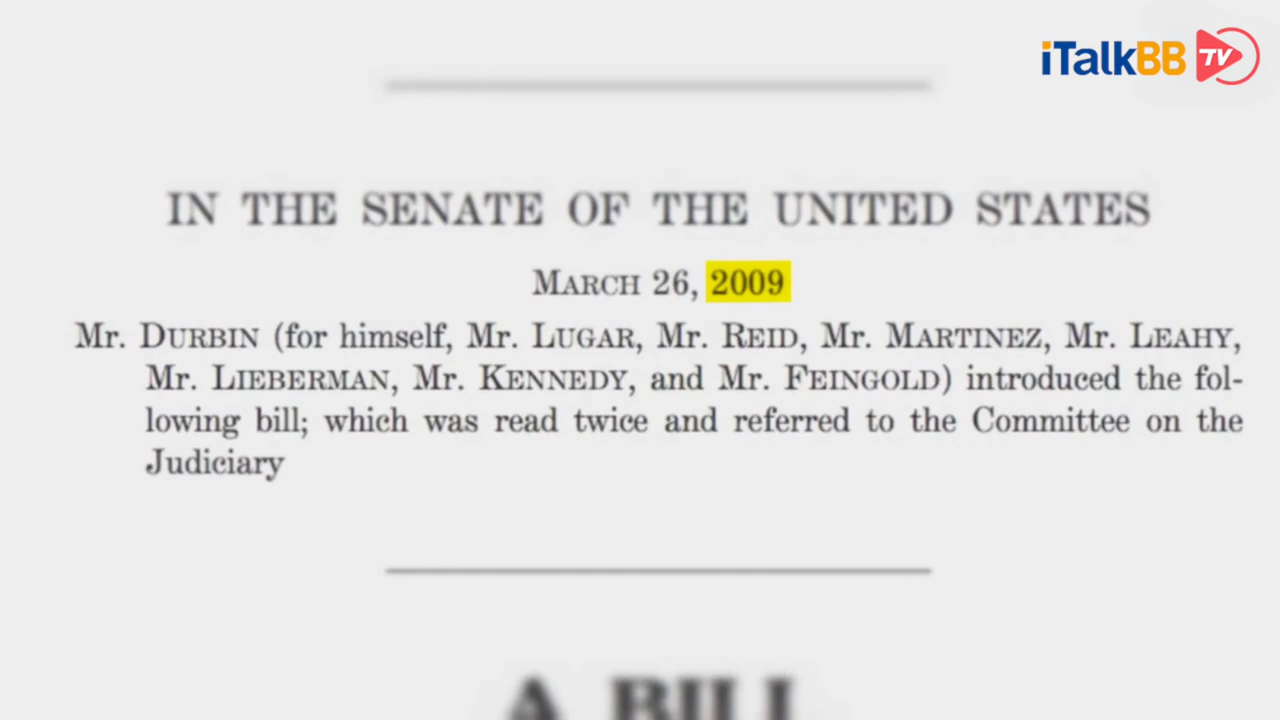 iTalkBB TV
IN THE SENATE OF THE UNITED STATES
MARCH 26, 2009
Mr. DURBIN (for himself, Mr. LUGAR, Mr. REID, Mr. MARTINEZ, Mr. LEAHY,
Mr. LIEBERMAN, Mr. KENNEDY, and Mr. FEINGOLD) introduced the fol-
lowing bill; which was read twice and referred to the Committee on the
Judiciary
A BILL